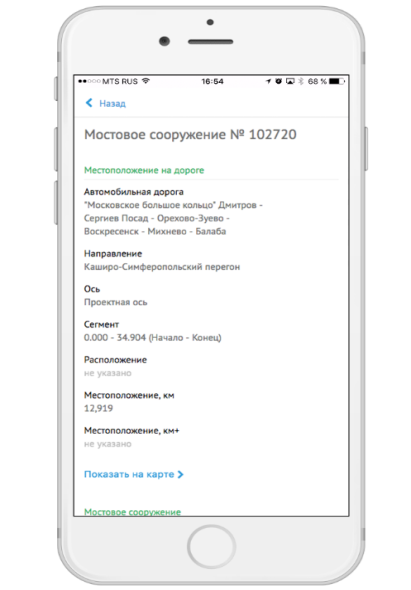 MTS RUS 16:54 68 %
Назад
Мостовое сооружение № 102720
Местоположение на дороге
Автомобильная дорога
"Московское большое кольцо" Дмитров -
Сергиев Посад - Орехово-Зуево -
Воскресенск - Михнево - Балаба
Направление
Каширо-Симферопольский перегон
Ось
Проектная ось
Сегмент
0.000 - 34.904 (Начало - Конец)
Расположение
не указано
Местоположение, км
12,919
Местоположение, км+
не указано
Показать на карте
Мостовое сооружение